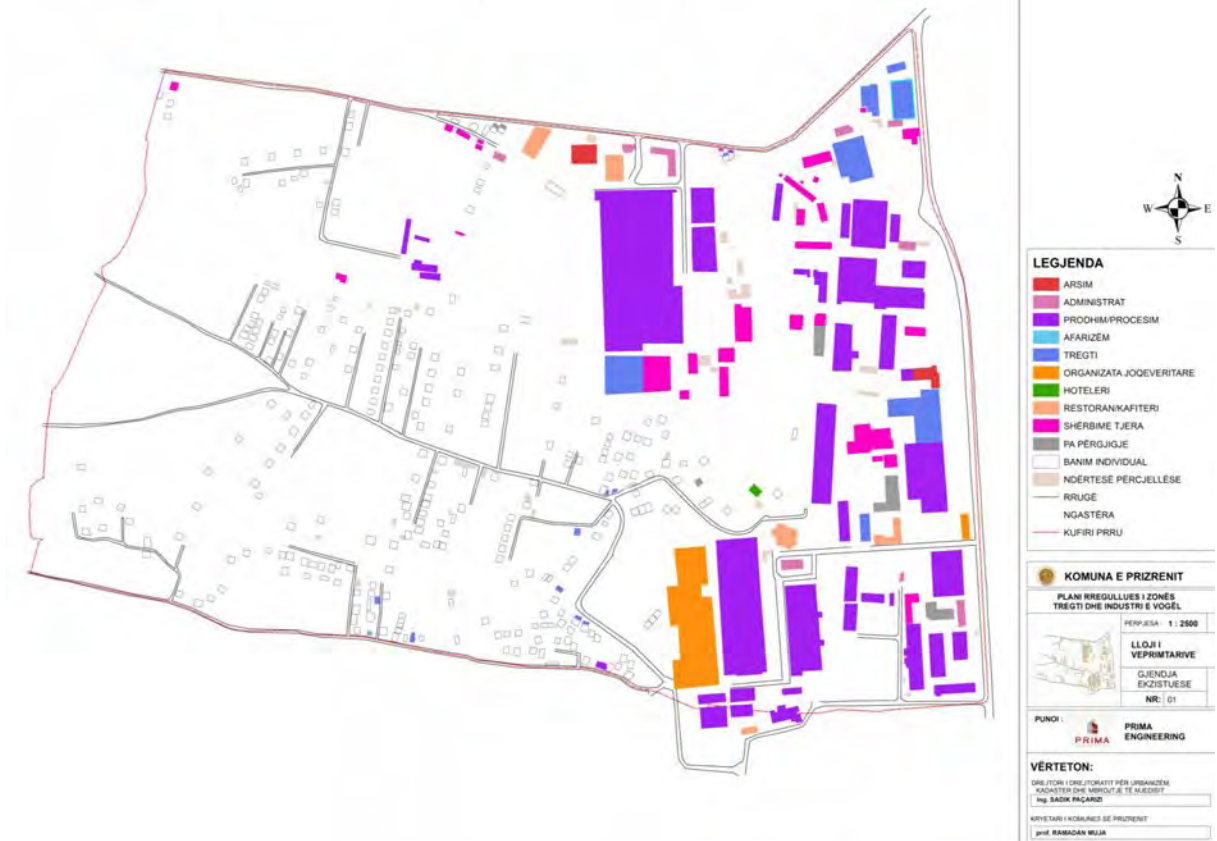 N
W
E
S
LEGJENDA
ARSIM
ADMINISTRAT
PRODHIM/PROCESIM
AFARIZËM
TREGTI
ORGANIZATA JOQEVERITARE
HOTELERI
RESTORAN/KAFITERI
SHËRBIME TJERA
PA PËRGJIGJE
BANIM INDIVIDUAL
NDËRTESË PËRCJELLËSE
RRUGË
NGASTËRA
KUFIRI PRRU
KOMUNA E PRIZRENIT
PLANI RREGULLUES I ZONËS
TREGTI DHE INDUSTRI E VOGËL
PËRPJESA : 1 : 2500
LLOJI I
VEPRIMTARIVE
GJENDJA
EKZISTUESE
NR: 01
PUNOI :
PRIMA
PRIMA
ENGINEERING
VËRTETON:
DREJTORI I DREJTORATIT PËR URBANIZËM,
KADASTER DHE MBROJTJE TË MJEDISIT
Ing. SADIK PAÇARIZI
KRYETARI I KOMUNËS SË PRIZRENIT
prof. RAMADAN MUJA